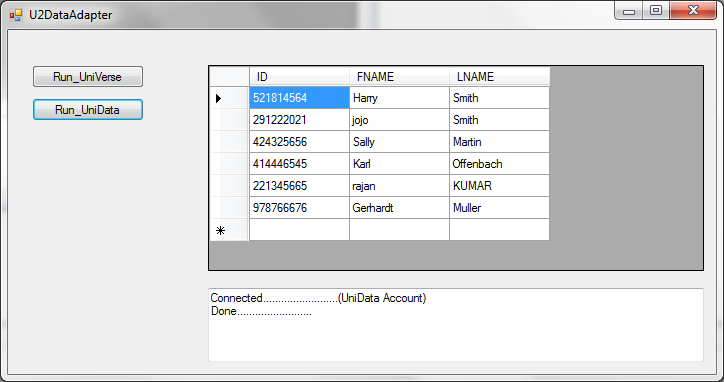 U2DataAdapter
Run_UniVerse
Run_UniData
ID FNAME LNAME
521814564 Harry Smith
291222021 jojo Smith
424325656 Sally Martin
414446545 Karl Offenbach
221345665 rajan KUMAR
978766676 Gerhardt Muller
Connected.........................(UniData Account)
Done.........................